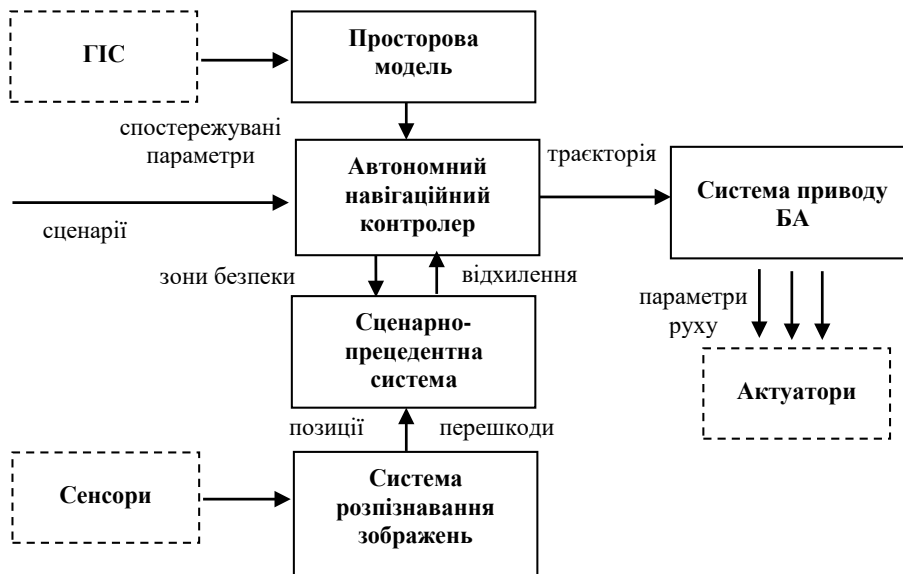 ГІС
Просторова
модель
спостережувані
параметри
Автономний
навігаційний
контролер
траєкторія
Система приводу
БА
сценарії
зони безпеки
відхилення
параметри
руху
Сценарно-
прецедентна
система
Актуатори
позиції
перешкоди
Сенсори
Система
розпізнавання
зображень